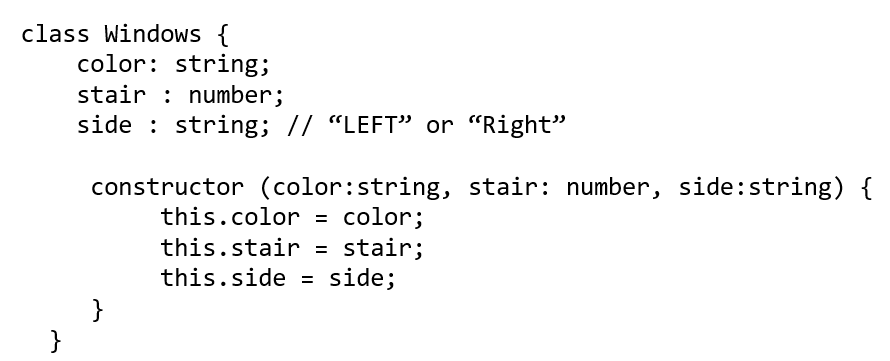 class Windows {
    color: string;
    stair : number;
    side : string; // “LEFT” or “Right”

     constructor (color:string, stair: number, side:string) {
          this.color = color;
          this.stair = stair;
          this.side = side;
     }
  }